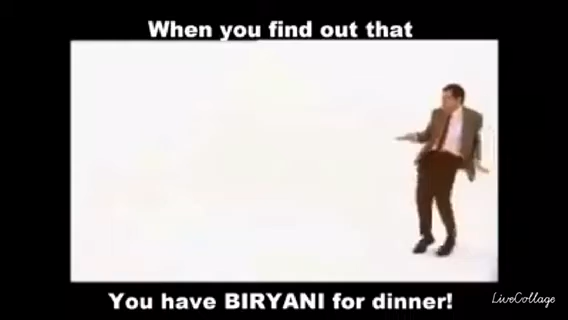 When you find out that
You have BIRYANI for dinner!
LiveCollage